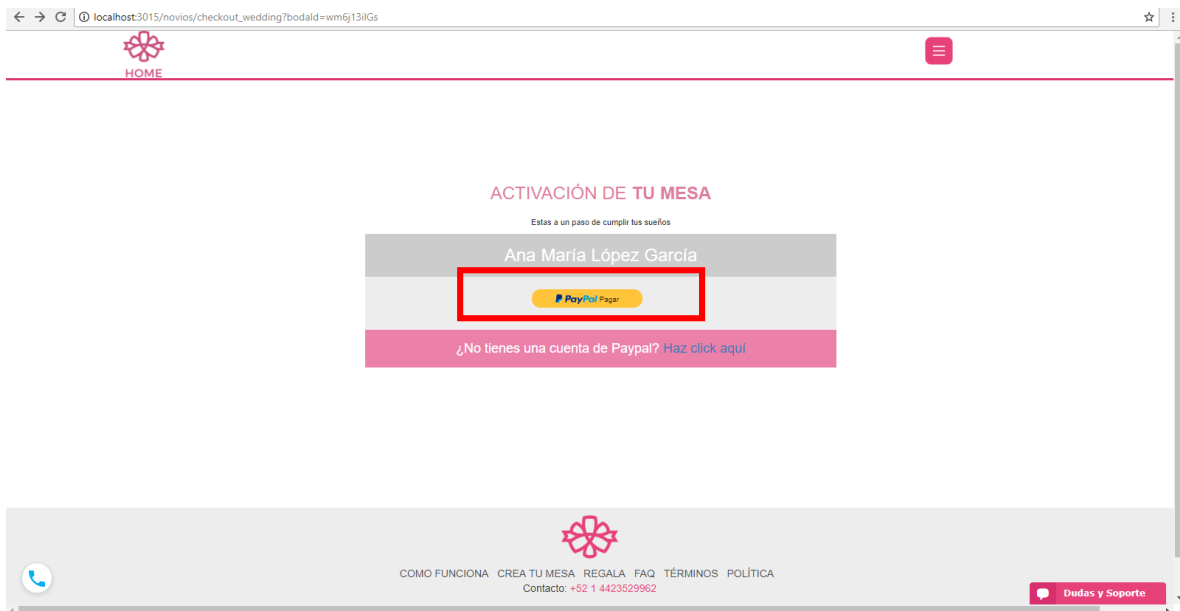 localhost:3015/novios/checkout_wedding?bodaId=wm6j13ilGs
HOME
ACTIVACIÓN DE TU MESA
Estas a un paso de cumplir tus sueños
Ana María López García
PayPal Pagar
¿No tienes una cuenta de Paypal? Haz click aquí
COMO FUNCIONA CREA TU MESA REGALA FAQ TÉRMINOS POLÍTICA
Contacto: +52 1 4423529962
Dudas y Soporte